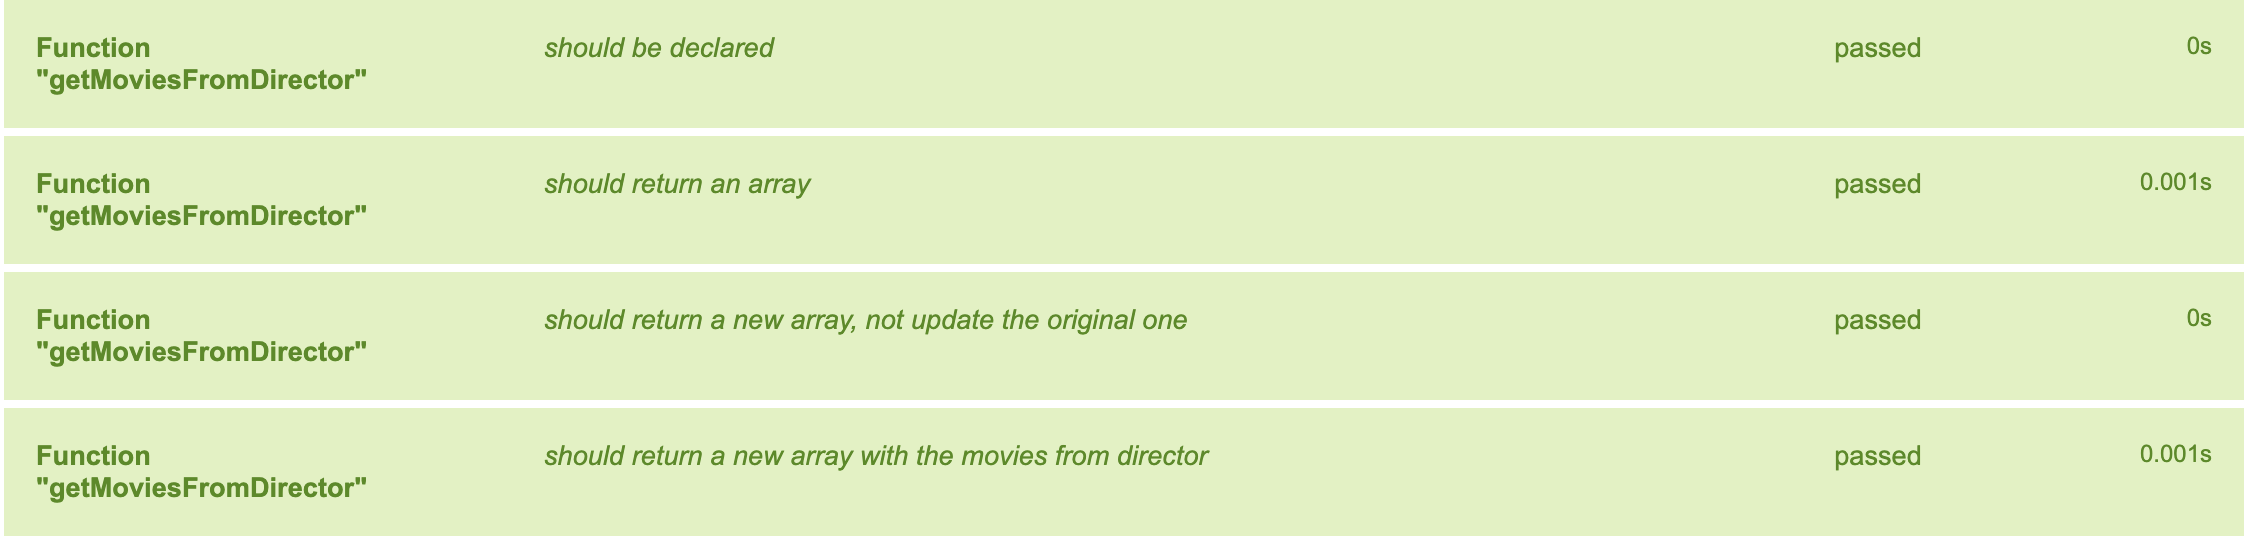 Function should be declared passed 0s
"getMoviesFromDirector"
Function should return an array passed 0.001s
"getMoviesFromDirector"
Function should return a new array, not update the original one passed 0s
"getMoviesFromDirector"
Function should return a new array with the movies from director passed 0.001s
"getMoviesFromDirector"